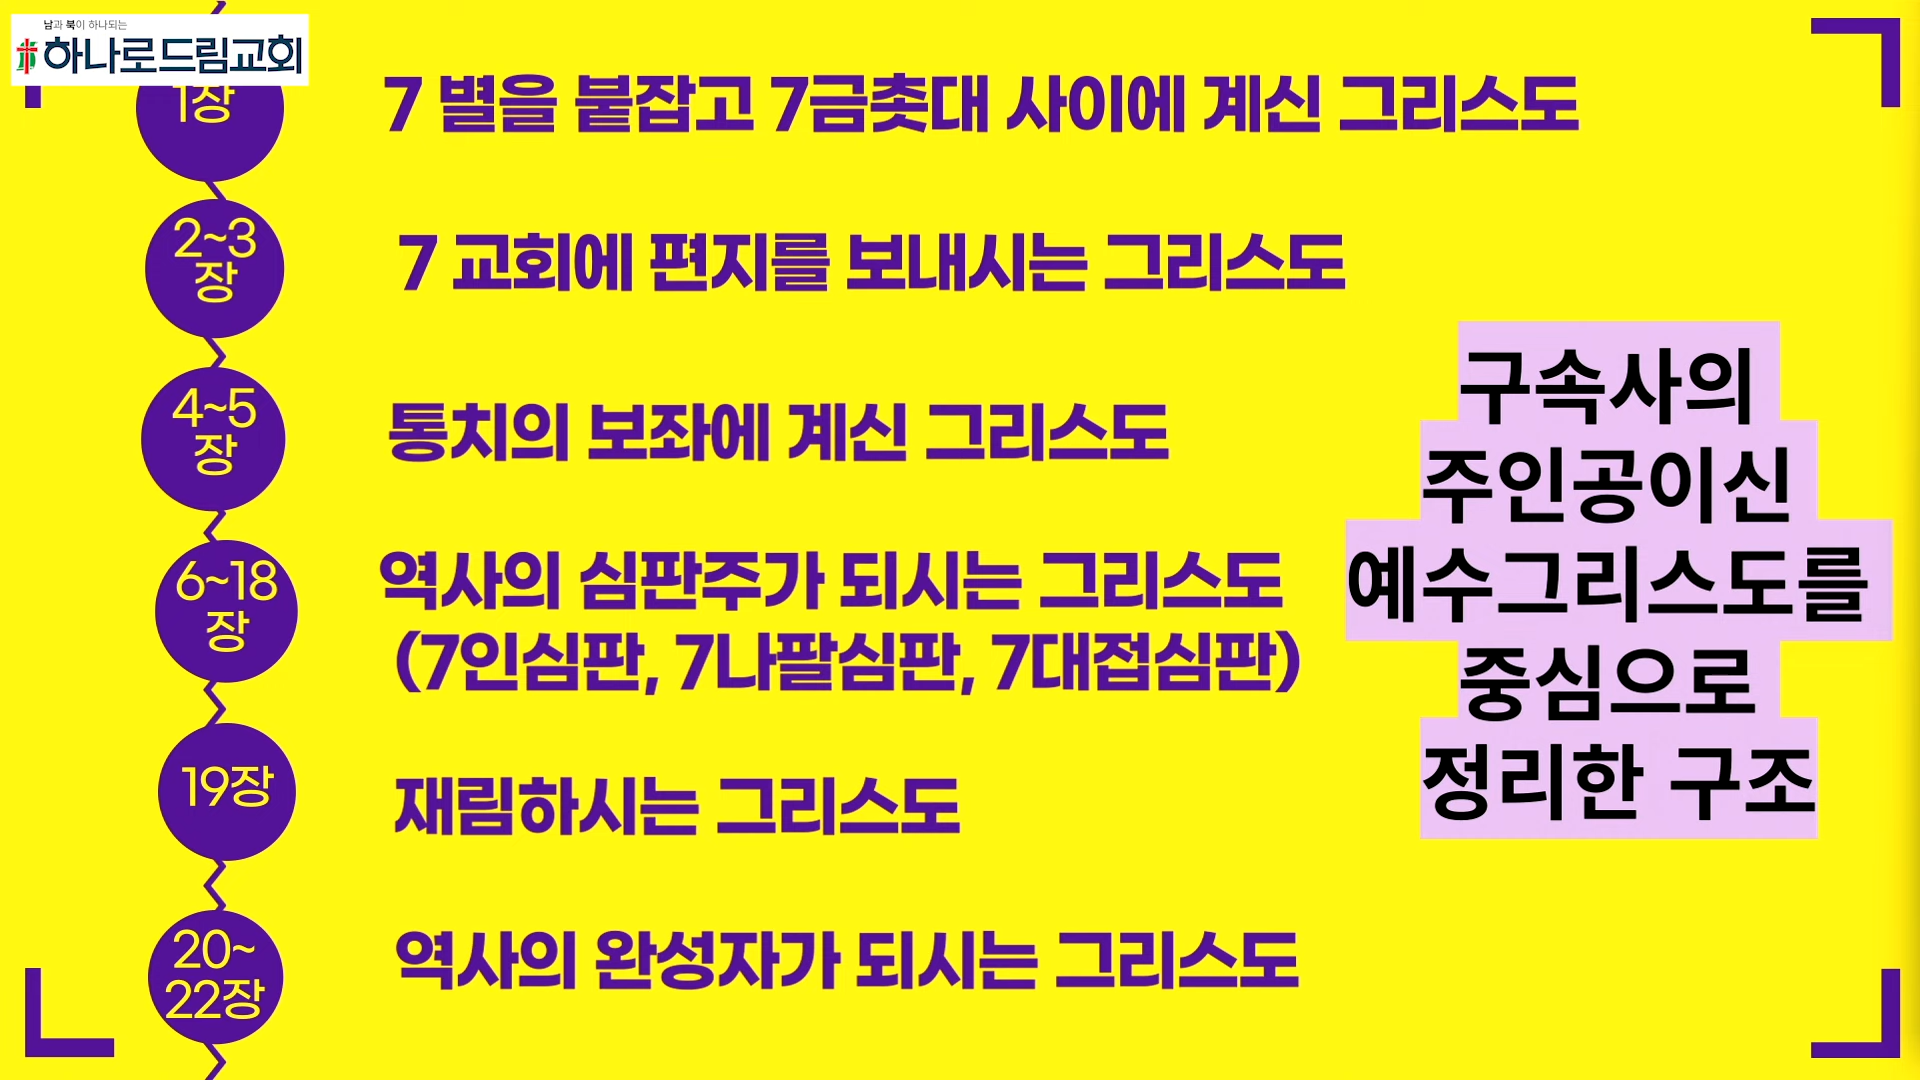 남과 북이 하나되는
하나로드림교회
1장
7 별을 붙잡고 7금촛대 사이에 계신 그리스도
2~3
장
7 교회에 편지를 보내시는 그리스도
4~5
장
통치의 보좌에 계신 그리스도
6~18
장
역사의 심판주가 되시는 그리스도
(7인심판, 7나팔심판, 7대접심판)
19장
재림하시는 그리스도
20~
22장
역사의 완성자가 되시는 그리스도
구속사의
주인공이신
예수그리스도를
중심으로
정리한 구조